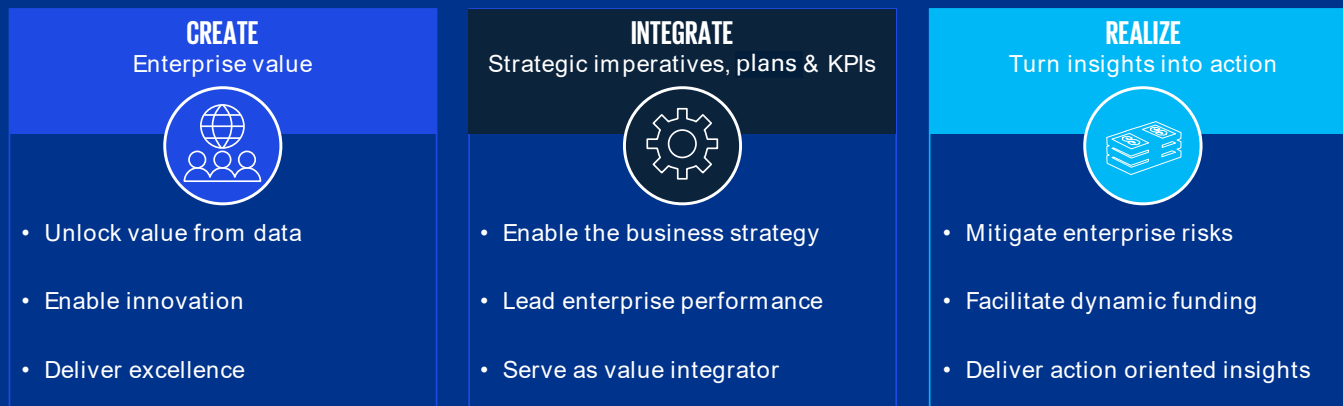 CREATE
Enterprise value
• Unlock value from data
• Enable innovation
• Deliver excellence
INTEGRATE
Strategic imperatives, plans & KPIs
• Enable the business strategy
• Lead enterprise performance
• Serve as value integrator
REALIZE
Turn insights into action
• Mitigate enterprise risks
• Facilitate dynamic funding
• Deliver action oriented insights